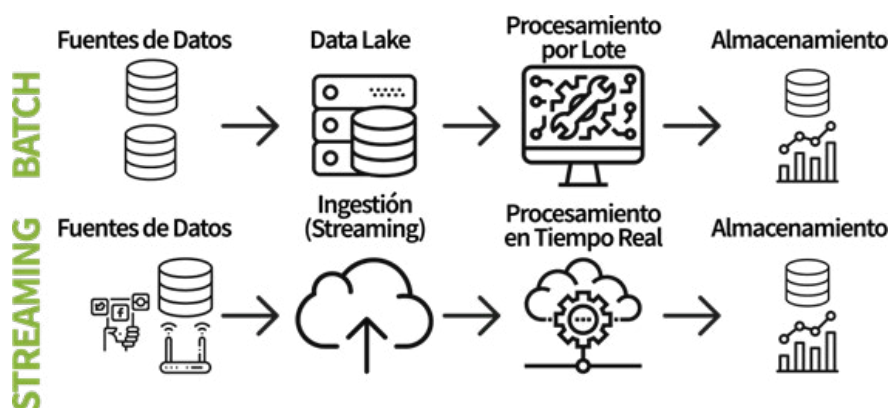 BATCH
Fuentes de Datos
Data Lake
Procesamiento
por Lote
Almacenamiento
STREAMING
Fuentes de Datos
Ingestión
(Streaming)
Procesamiento
en Tiempo Real
Almacenamiento